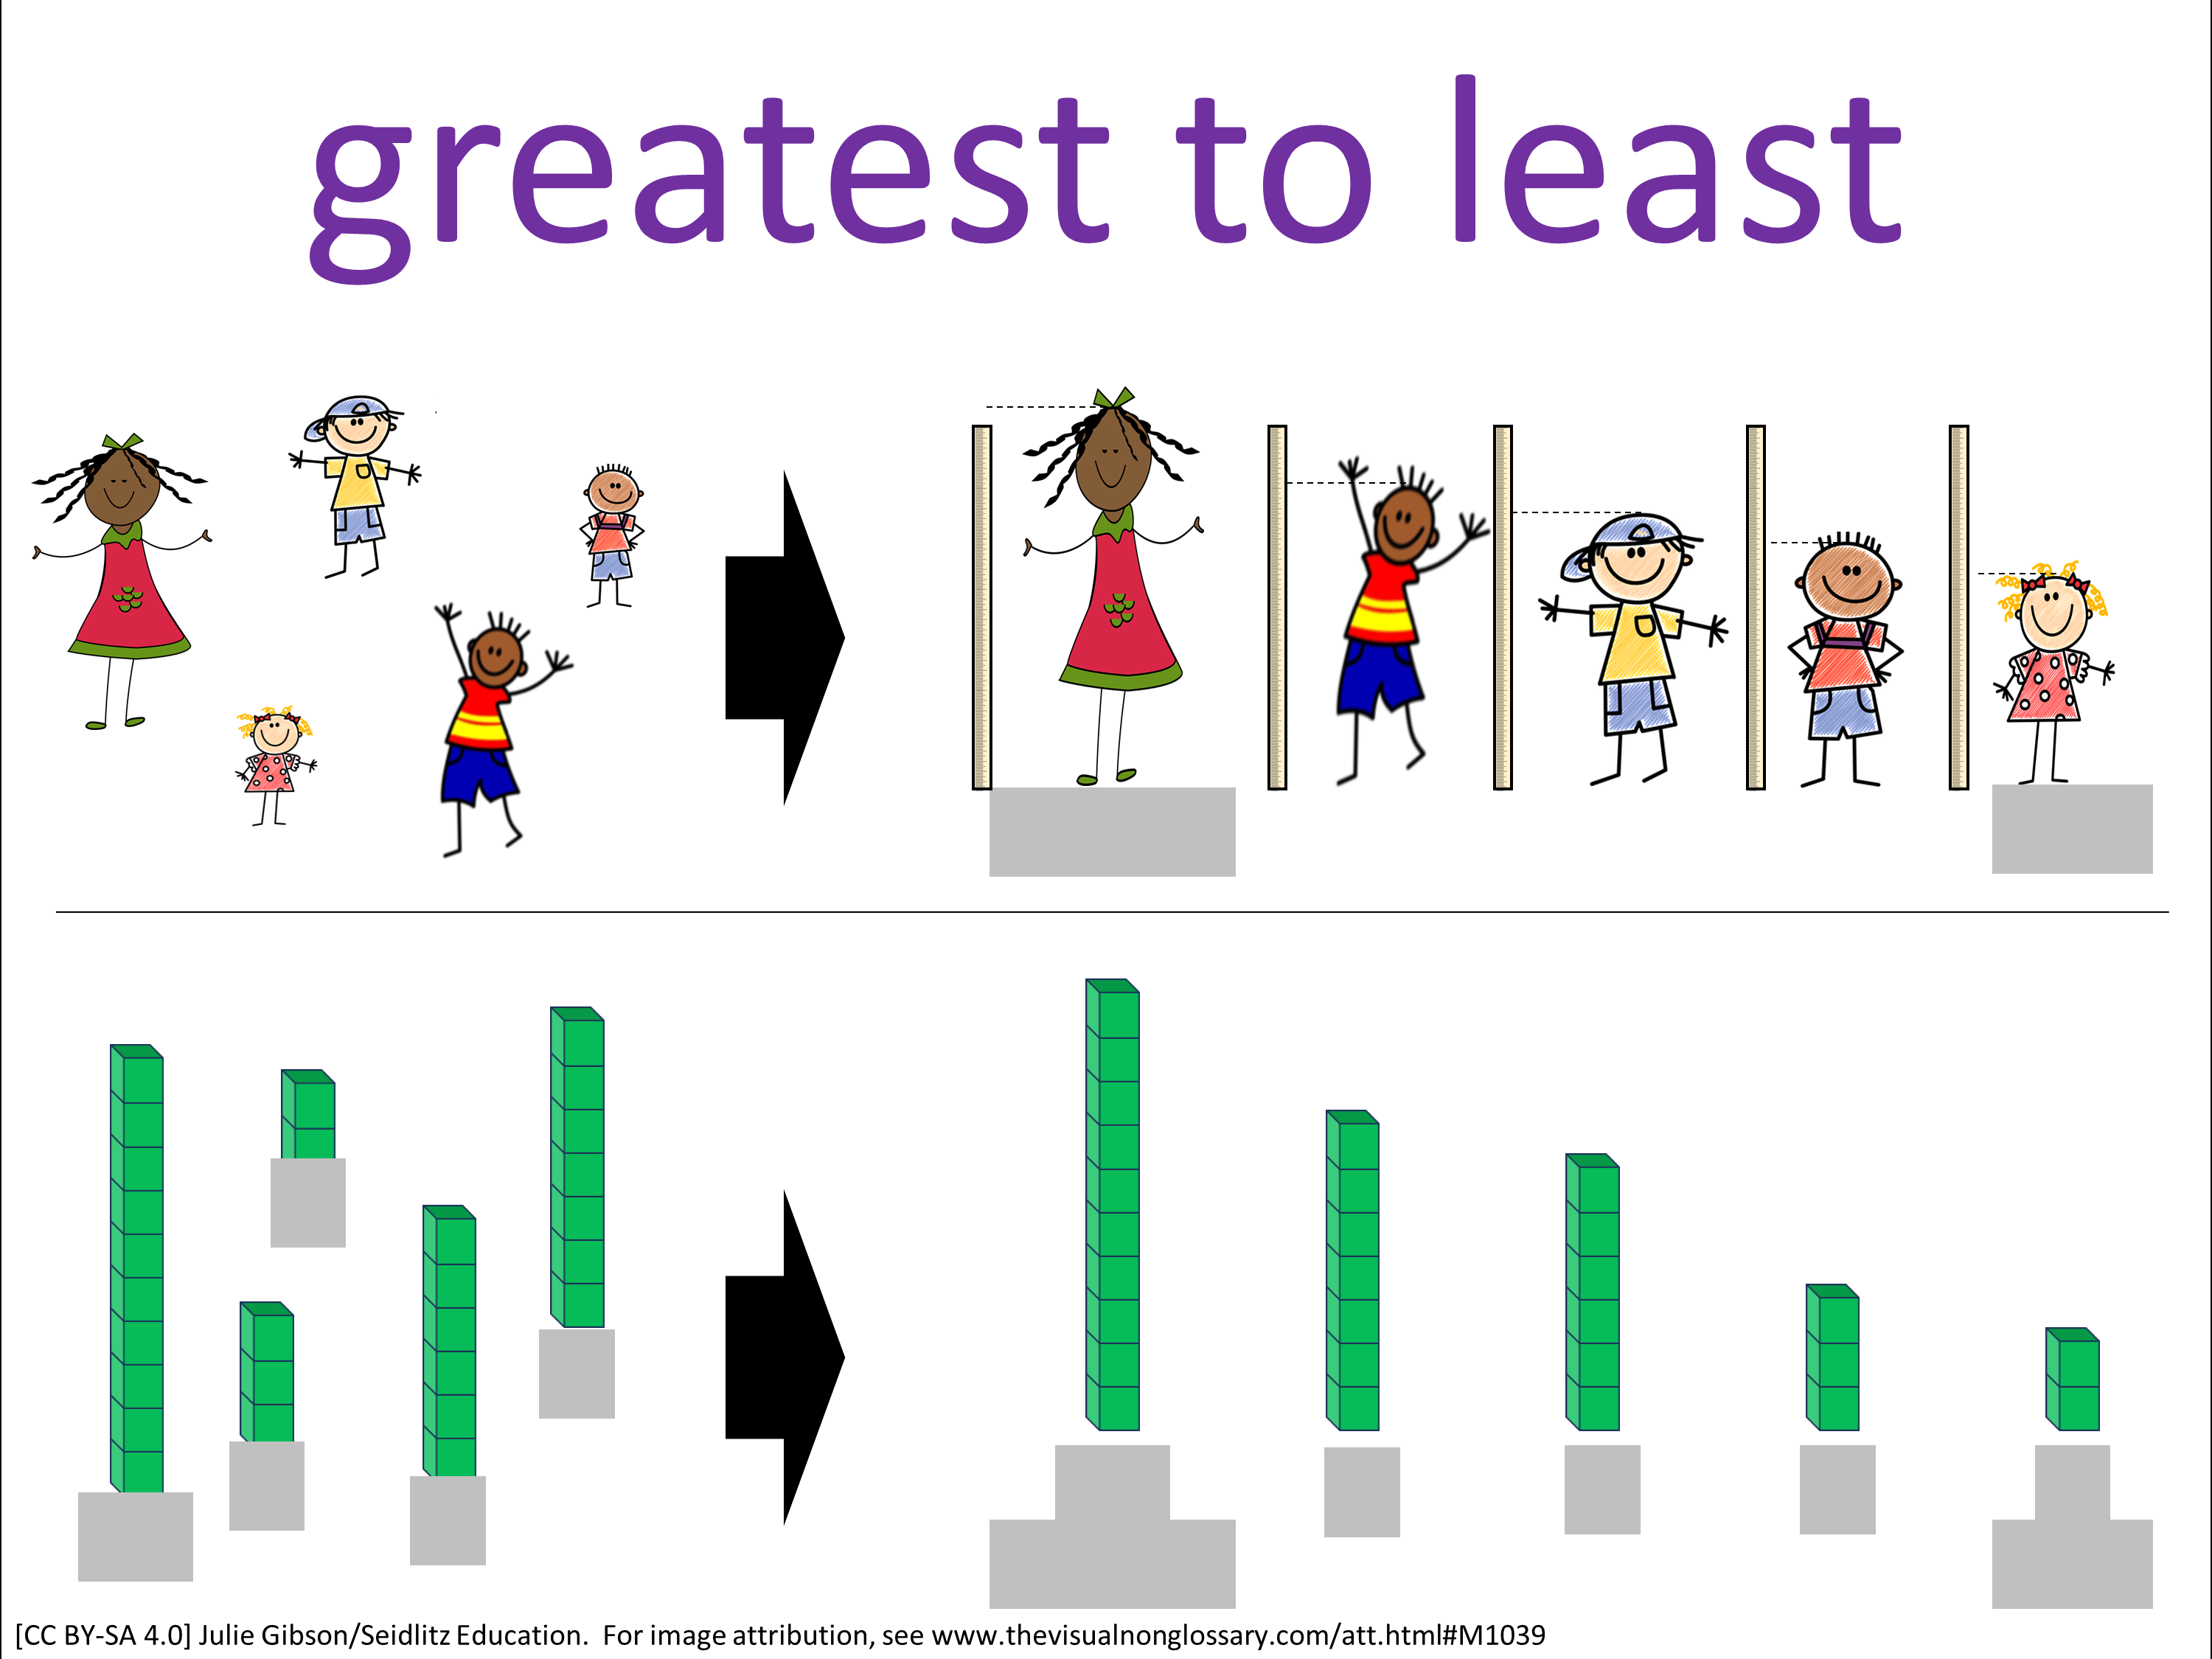 greatest to least
[CC BY-SA 4.0] Julie Gibson/Seidlitz Education.  For image attribution, see www.thevisualnonglossary.com/att.html#M1039